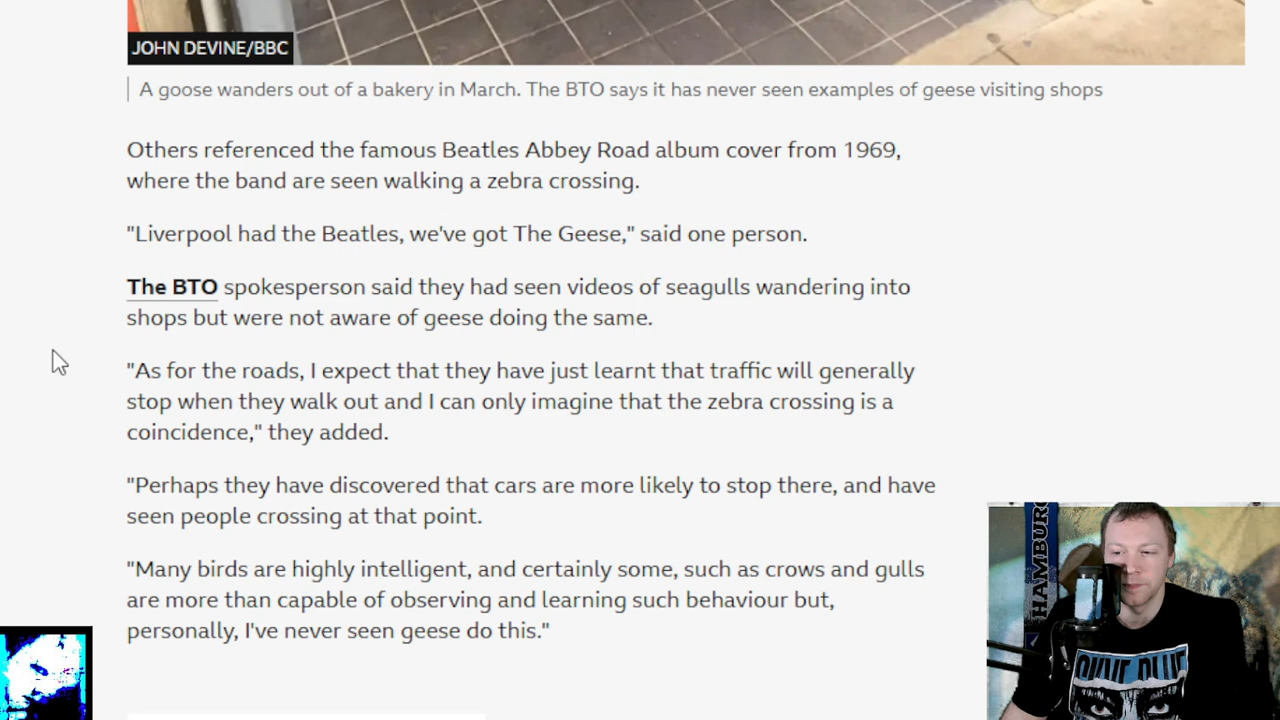 JOHN DEVINE/BBC
A goose wanders out of a bakery in March. The BTO says it has never seen examples of geese visiting shops
Others referenced the famous Beatles Abbey Road album cover from 1969,
where the band are seen walking a zebra crossing.
"Liverpool had the Beatles, we've got The Geese," said one person.
The BTO spokesperson said they had seen videos of seagulls wandering into
shops but were not aware of geese doing the same.
"As for the roads, I expect that they have just learnt that traffic will generally
stop when they walk out and I can only imagine that the zebra crossing is a
coincidence," they added.
"Perhaps they have discovered that cars are more likely to stop there, and have
seen people crossing at that point.
"Many birds are highly intelligent, and certainly some, such as crows and gulls
are more than capable of observing and learning such behaviour but,
personally, I've never seen geese do this."